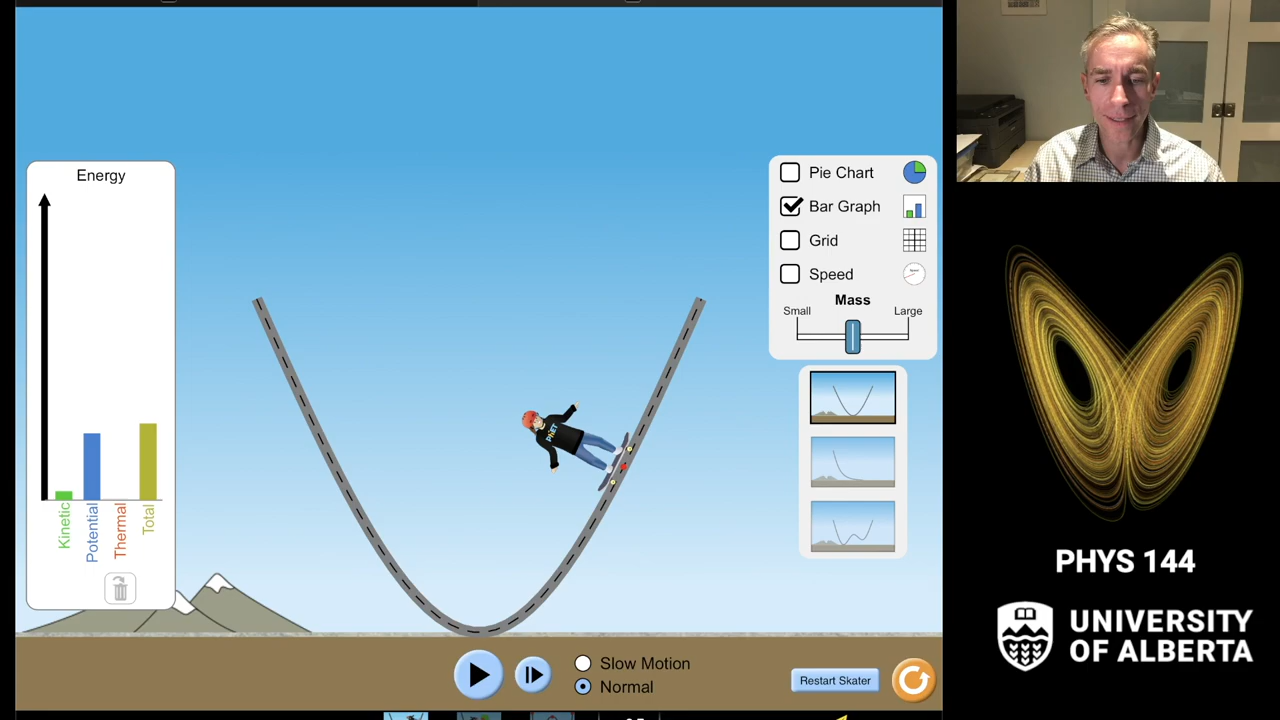 Energy
Kinetic
Potential
Thermal
Total
PhET
Pie Chart
Bar Graph
Grid
Speed
Mass
Small
Large
Slow Motion
Normal
Restart Skater
PHYS 144
UNIVERSITY
OF ALBERTA